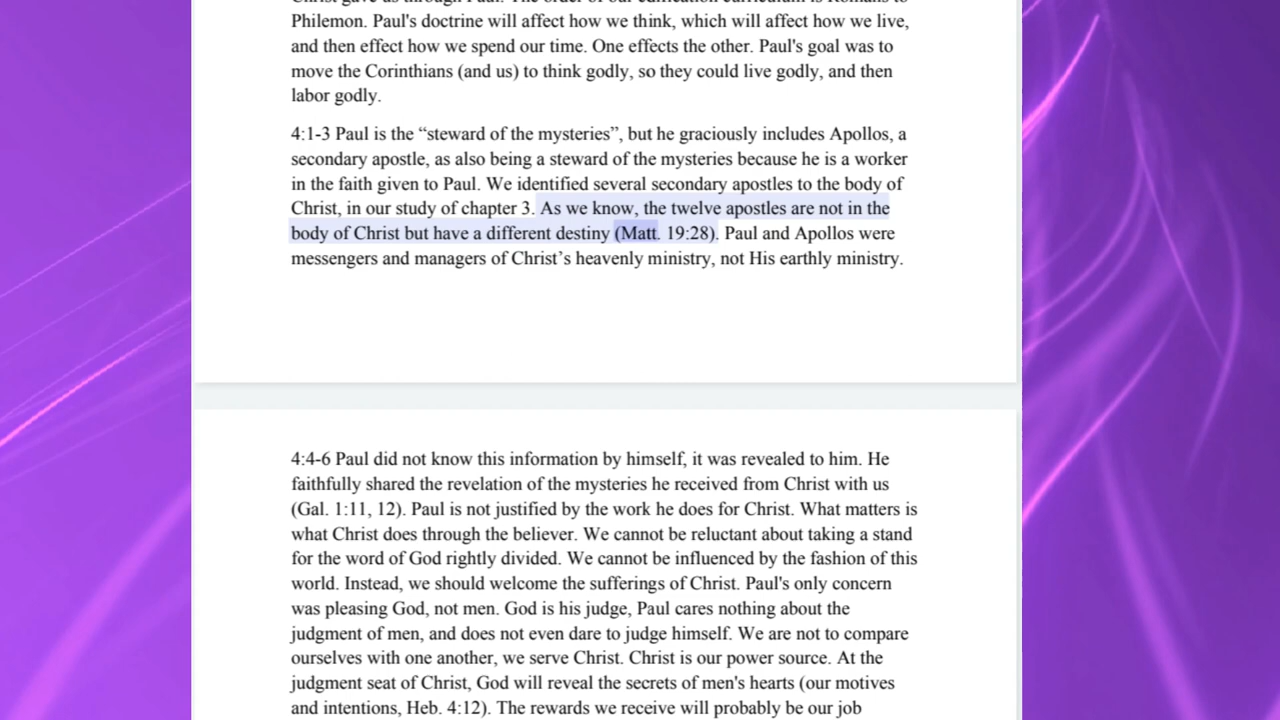 Christ gave us through Paul. The order of our edification curriculum is Romans to
Philemon. Paul's doctrine will affect how we think, which will affect how we live,
and then effect how we spend our time. One effects the other. Paul's goal was to
move the Corinthians (and us) to think godly, so they could live godly, and then
labor godly.
4:1-3 Paul is the “steward of the mysteries”, but he graciously includes Apollos, a
secondary apostle, as also being a steward of the mysteries because he is a worker
in the faith given to Paul. We identified several secondary apostles to the body of
Christ, in our study of chapter 3. As we know, the twelve apostles are not in the
body of Christ but have a different destiny (Matt. 19:28). Paul and Apollos were
messengers and managers of Christ’s heavenly ministry, not His earthly ministry.
4:4-6 Paul did not know this information by himself, it was revealed to him. He
faithfully shared the revelation of the mysteries he received from Christ with us
(Gal. 1:11, 12). Paul is not justified by the work he does for Christ. What matters is
what Christ does through the believer. We cannot be reluctant about taking a stand
for the word of God rightly divided. We cannot be influenced by the fashion of this
world. Instead, we should welcome the sufferings of Christ. Paul's only concern
was pleasing God, not men. God is his judge, Paul cares nothing about the
judgment of men, and does not even dare to judge himself. We are not to compare
ourselves with one another, we serve Christ. Christ is our power source. At the
judgment seat of Christ, God will reveal the secrets of men's hearts (our motives
and intentions, Heb. 4:12). The rewards we receive will probably be our job